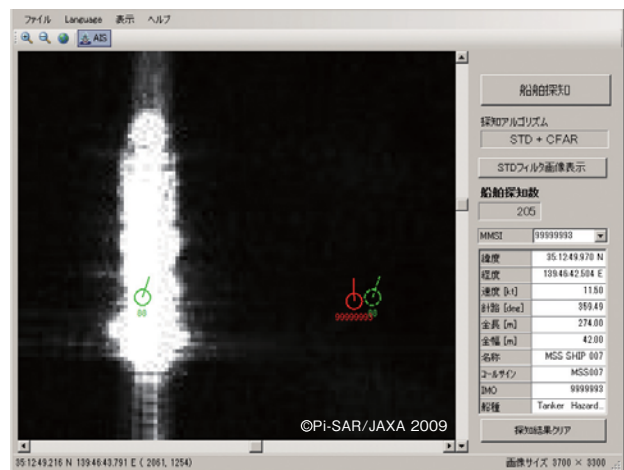 ファイル Language 表示 ヘルプ
AIS
船舶探知
探知アルゴリズム
STD + CFAR
STDフィルタ画像表示
船舶探知数
205
MMSI 99999993
緯度 35:12:49.970 N
経度 139:46:42.504 E
速度 [kt] 11.50
針路 [deg] 359.49
全長 [m] 274.00
全幅 [m] 42.00
名称 MSS SHIP 007
コールサイン MSS007
IMO 9999993
船種 Tanker Hazard...
探知結果クリア
88
99999993
88
©Pi-SAR/JAXA 2009
35:12:49.216 N 139:46:43.791 E ( 2061, 1254)
画像サイズ 3700 × 3300